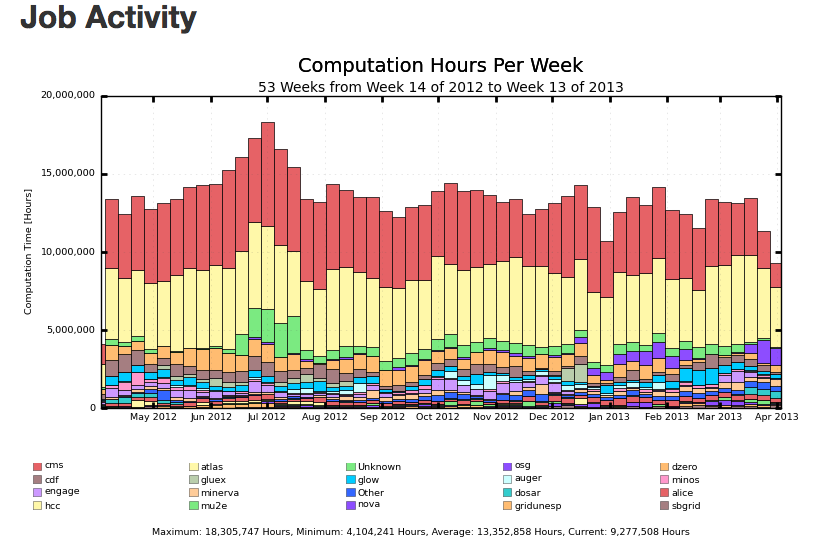 Job Activity
Computation Hours Per Week
53 Weeks from Week 14 of 2012 to Week 13 of 2013
20,000,000
15,000,000
10,000,000
5,000,000
0
Computation Time [Hours]
May 2012 Jun 2012 Jul 2012 Aug 2012 Sep 2012 Oct 2012 Nov 2012 Dec 2012 Jan 2013 Feb 2013 Mar 2013 Apr 2013
cms atlas Unknown osg dzero
cdf gluex glow auger minos
engage minerva Other dosar alice
hcc mu2e nova gridunesp sbgrid
Maximum: 18,305,747 Hours, Minimum: 4,104,241 Hours, Average: 13,352,858 Hours, Current: 9,277,508 Hours